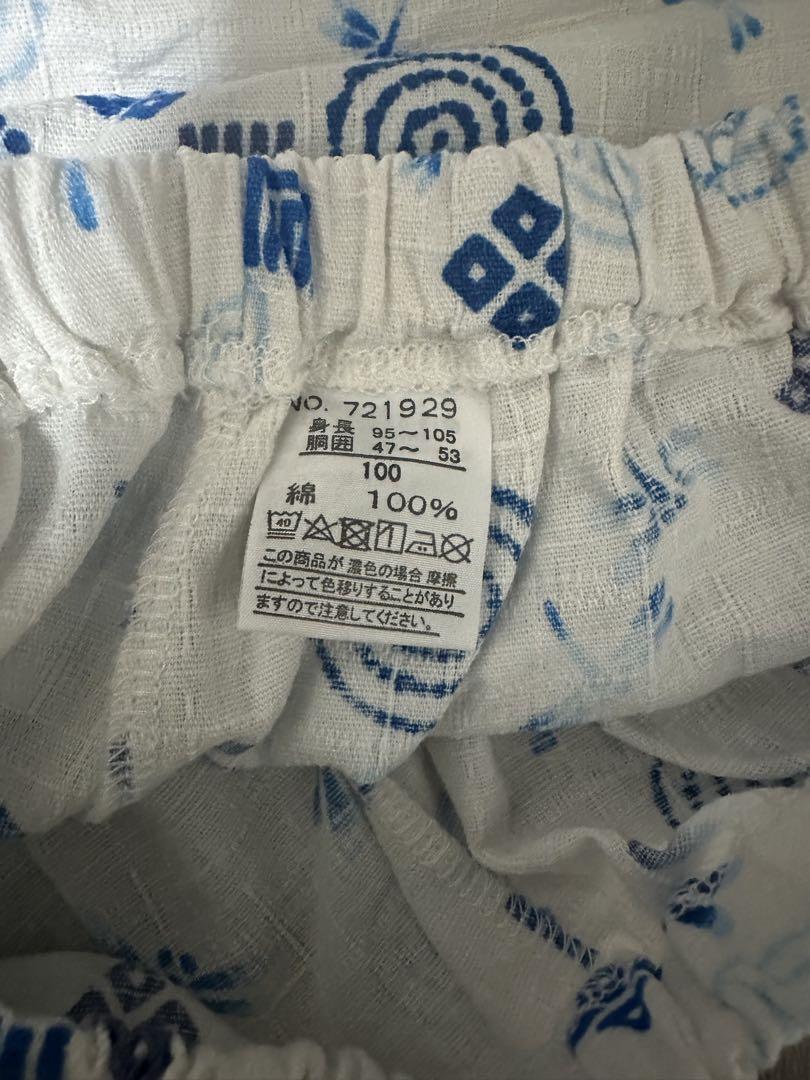 NO. 721929
身長 95〜105
胴囲 47〜 53
100
綿 100%
40
この商品が 濃色の場合 摩擦
によって色移りすることがあり
ますので注意してください。